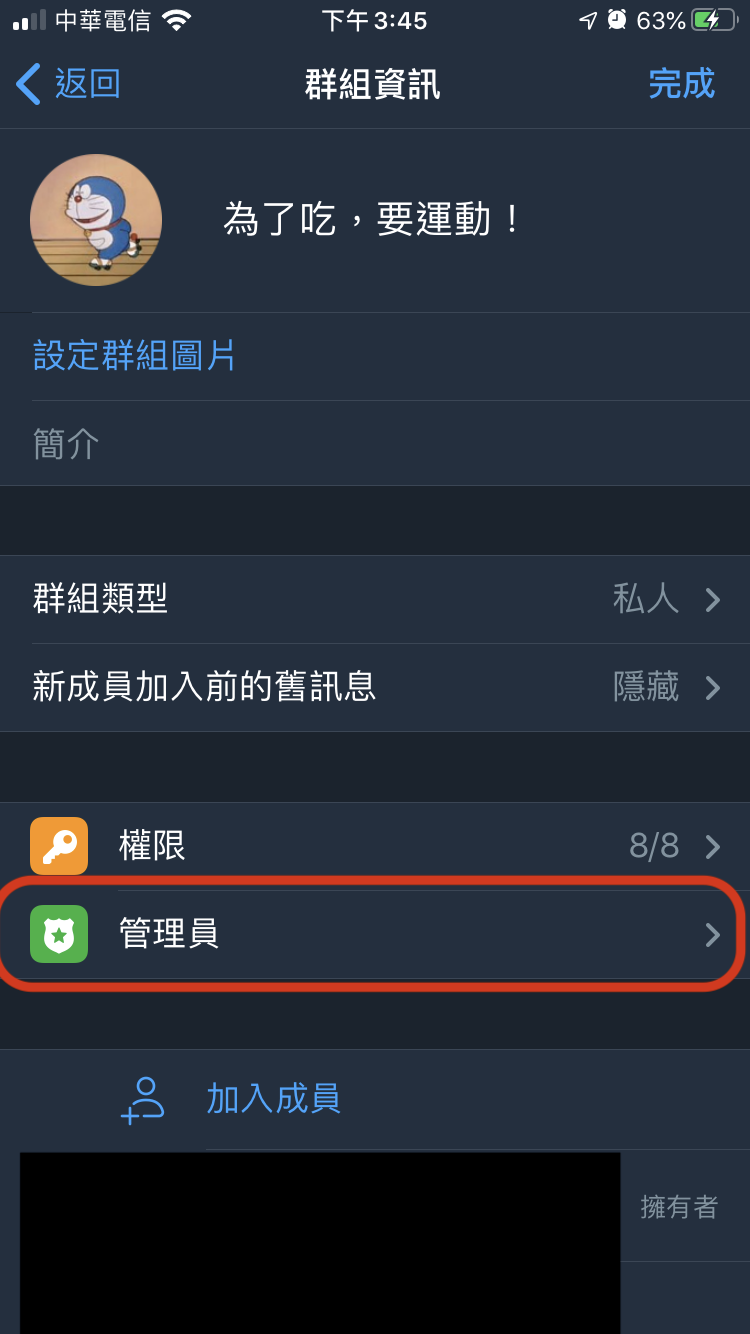 中華電信 下午3:45 63%
返回 群組資訊 完成
為了吃，要運動！
設定群組圖片
簡介
群組類型 私人
新成員加入前的舊訊息 隱藏
權限 8/8
管理員
加入成員
擁有者